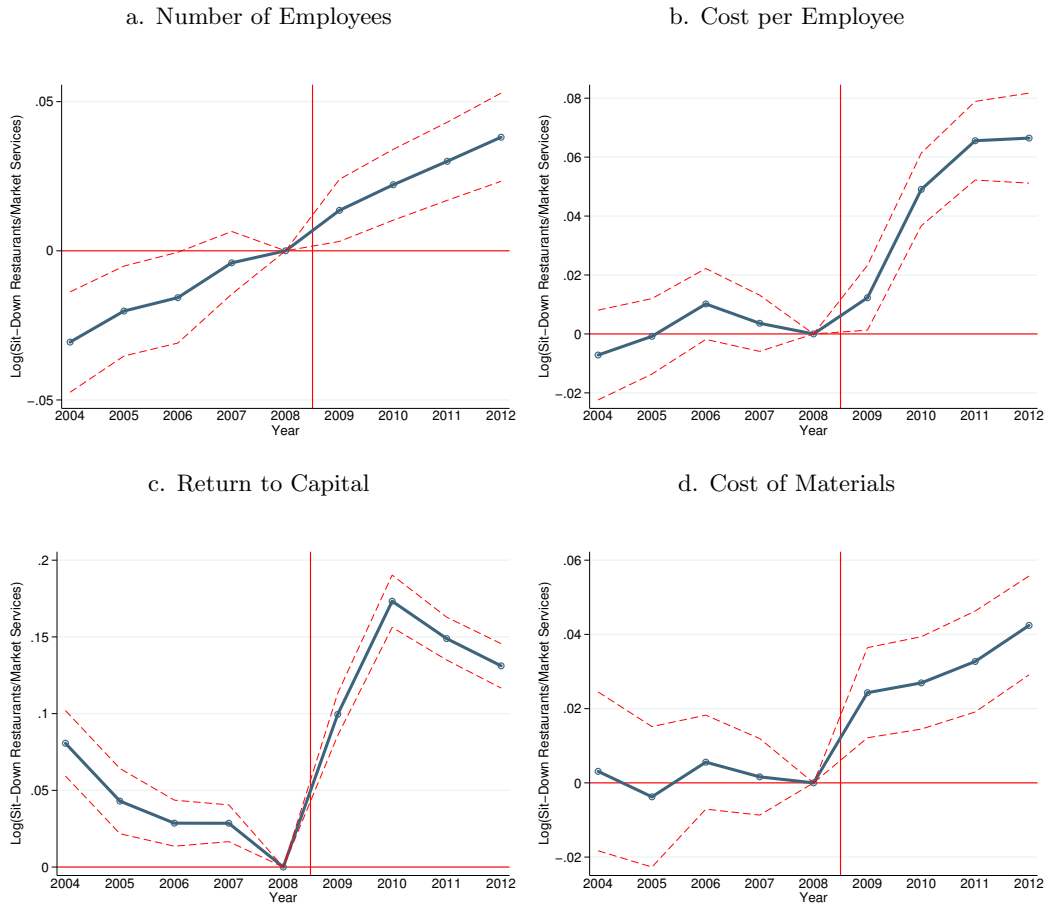 a. Number of Employees
b. Cost per Employee
Log(Sit−Down Restaurants/Market Services)
.05
0
−.05
2004 2005 2006 2007 2008 2009 2010 2011 2012
Year
Log(Sit−Down Restaurants/Market Services)
.08
.06
.04
.02
0
−.02
2004 2005 2006 2007 2008 2009 2010 2011 2012
Year
c. Return to Capital
d. Cost of Materials
Log(Sit−Down Restaurants/Market Services)
.2
.15
.1
.05
0
2004 2005 2006 2007 2008 2009 2010 2011 2012
Year
Log(Sit−Down Restaurants/Market Services)
.06
.04
.02
0
−.02
2004 2005 2006 2007 2008 2009 2010 2011 2012
Year